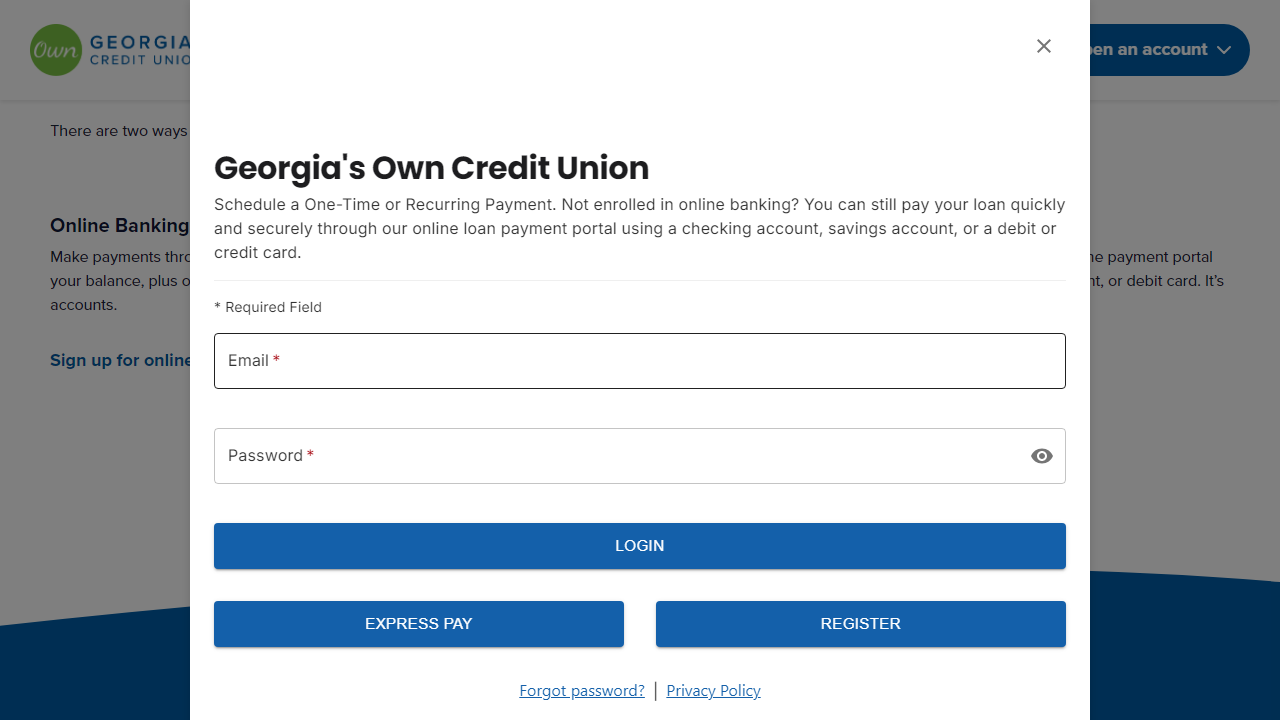 Own GEORGIA
CREDIT UNIO
en an account
There are two ways
Georgia's Own Credit Union
Schedule a One-Time or Recurring Payment. Not enrolled in online banking? You can still pay your loan quickly
and securely through our online loan payment portal using a checking account, savings account, or a debit or
credit card.
Online Banking
Make payments thro
your balance, plus o
accounts.
Sign up for online
e payment portal
nt, or debit card. It's
* Required Field
Email *
Password *
LOGIN
EXPRESS PAY
REGISTER
Forgot password? | Privacy Policy